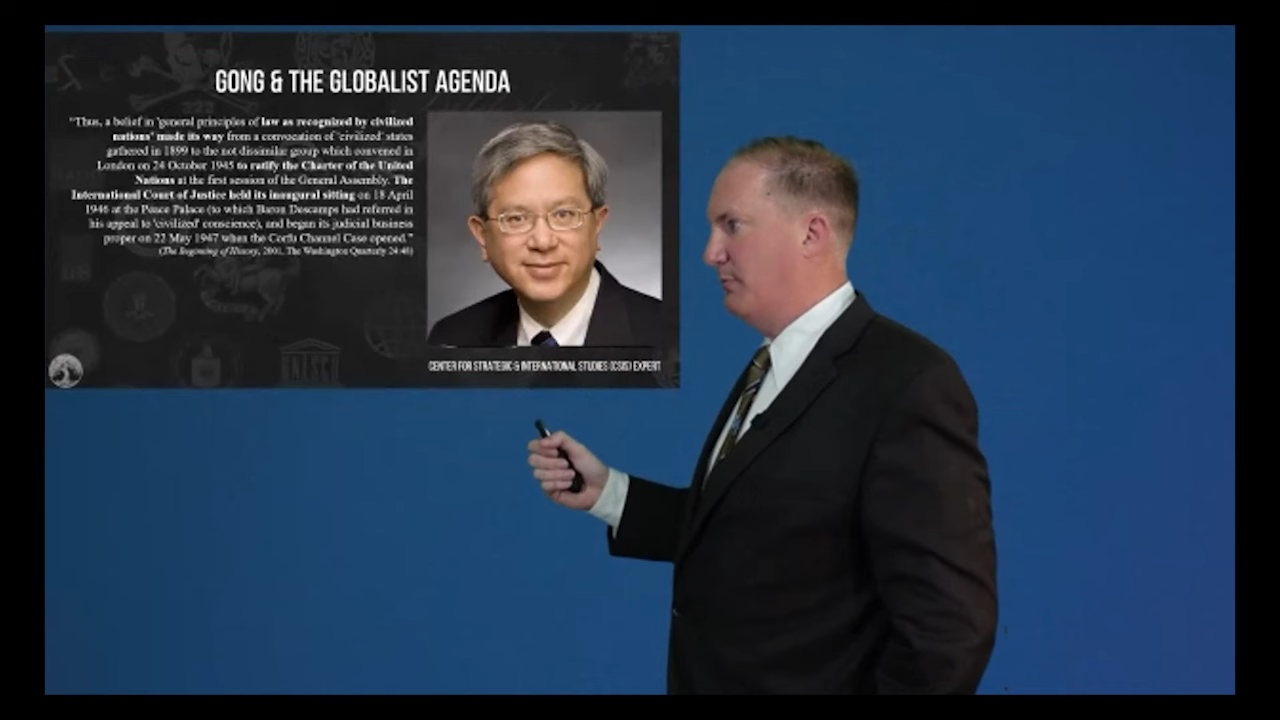 GONG & THE GLOBALIST AGENDA
"Thus, a belief in 'general principles of law as recognized by civilized
nations' made its way from a convocation of 'civilized' states
gathered in 1899 to the not dissimilar group which convened in
London on 24 October 1945 to ratify the Charter of the United
Nations at the first session of the General Assembly. The
International Court of Justice held its inaugural sitting on 18 April
1946 at the Peace Palace (to which Baron Descamps had referred in
his appeal to 'civilized' conscience), and began its judicial business
proper on 22 May 1947 when the Corfu Channel Case opened."
(The Beginning of History, 2001, The Washington Quarterly 24:48)
CENTER FOR STRATEGIC & INTERNATIONAL STUDIES (CSIS) EXPERT
322
UNESCO